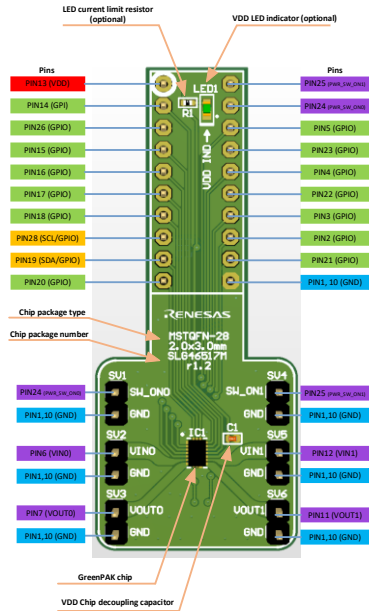 LED current limit resistor
(optional)
VDD LED indicator (optional)
Pins
Pins
PIN13 (VDD)
PIN25 (PWR_SW_ON1)
PIN14 (GPI)
PIN24 (PWR_SW_ON0)
PIN26 (GPIO)
PIN5 (GPIO)
PIN15 (GPIO)
PIN23 (GPIO)
PIN16 (GPIO)
PIN4 (GPIO)
PIN17 (GPIO)
PIN22 (GPIO)
PIN18 (GPIO)
PIN3 (GPIO)
PIN28 (SCL/GPIO)
PIN2 (GPIO)
PIN19 (SDA/GPIO)
PIN21 (GPIO)
PIN20 (GPIO)
PIN1, 10 (GND)
LED1
R1
VDD IND
Chip package type
Chip package number
RENESAS
MSTQFN-28
2.0x3.0mm
SLG46517M
r1.2
SV1
SV4
PIN24 (PWR_SW_ON0)
SW_ON0
SW_ON1
PIN25 (PWR_SW_ON1)
PIN1,10 (GND)
GND
GND
PIN1,10 (GND)
SV2
IC1
C1
SV5
PIN6 (VIN0)
VIN0
VIN1
PIN12 (VIN1)
PIN1,10 (GND)
GND
GND
PIN1,10 (GND)
SV3
SV6
PIN7 (VOUT0)
VOUT0
VOUT1
PIN11 (VOUT1)
PIN1,10 (GND)
GND
GND
PIN1,10 (GND)
GreenPAK chip
VDD Chip decoupling capacitor